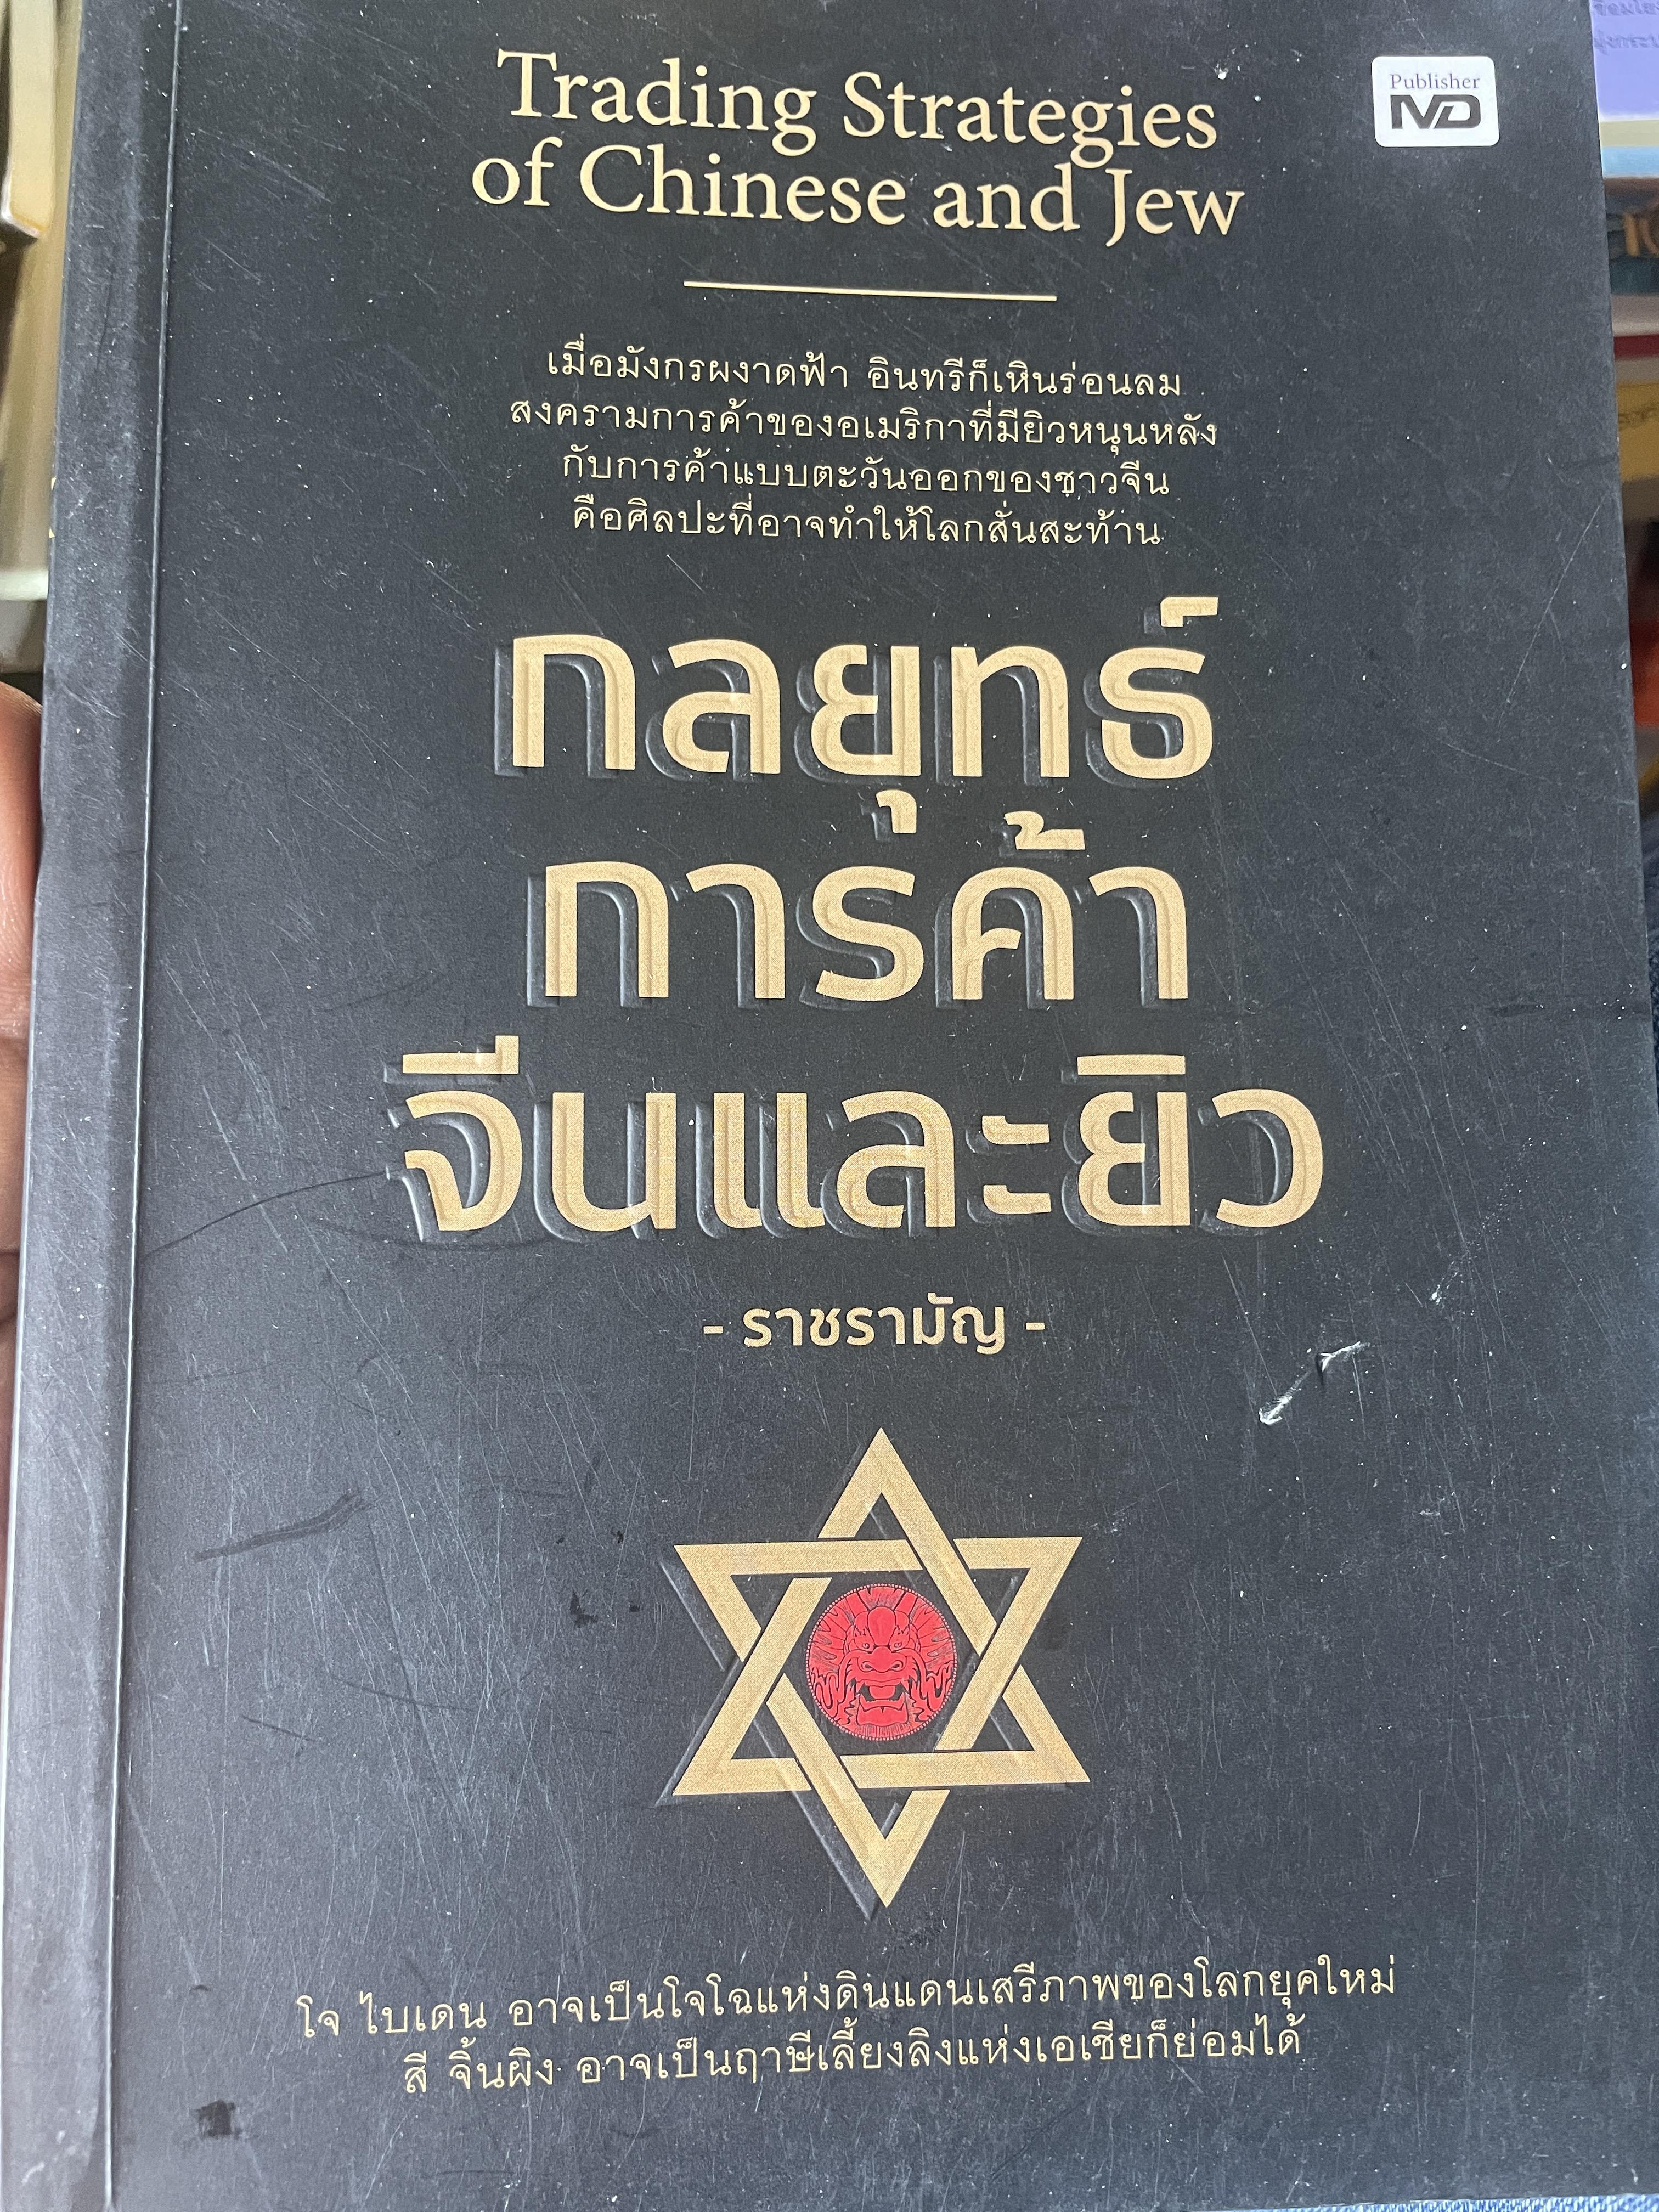 Trading Strategies
of Chinese and Jew
Publisher
MD
เมื่อมังกรผงาดฟ้า อินทรีก็เหินร่อนลม
สงครามการค้าของอเมริกาที่มียิวหนุนหลัง
กับการค้าแบบตะวันออกของชาวจีน
คือศิลปะที่อาจทำให้โลกสั่นสะท้าน
กลยุทธ์
การค้า
จีนและยิว
- ราชรามัญ -
โจ ไบเดน อาจเป็นโจโฉแห่งดินแดนเสรีภาพของโลกยุคใหม่
สี จิ้นผิง อาจเป็นฤาษีเลี้ยงลิงแห่งเอเชียก็ย่อมได้